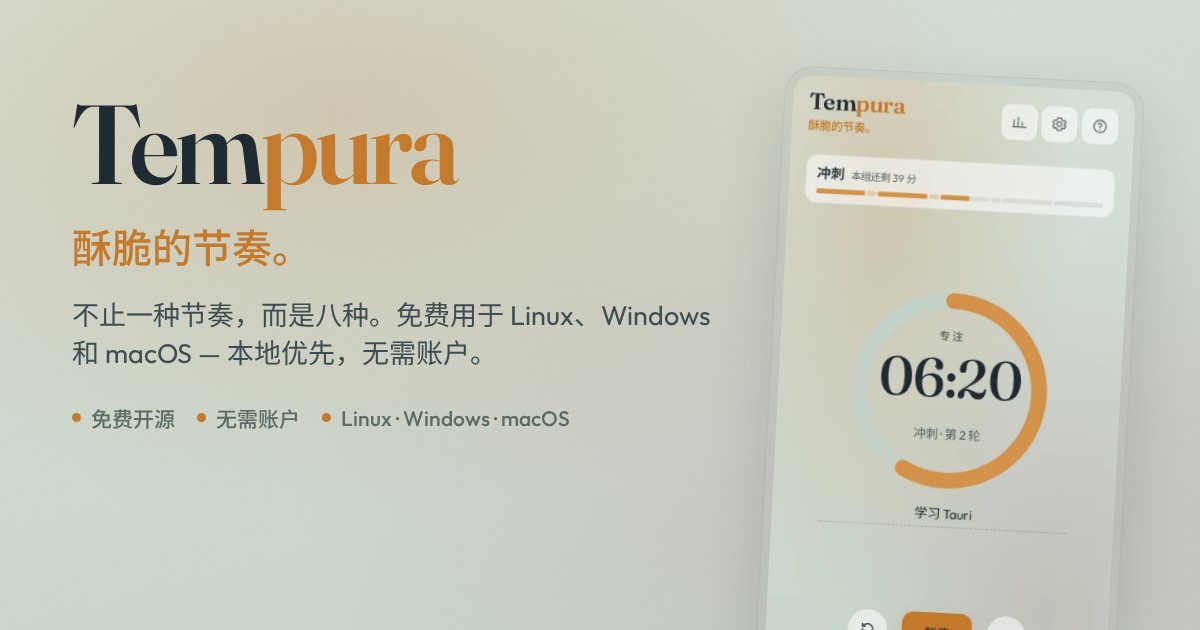 Tempura
酥脆的节奏。
不止一种节奏，而是八种。免费用于 Linux、Windows
和 macOS — 本地优先，无需账户。
免费开源 无需账户 Linux·Windows·macOS
Tempura
酥脆的节奏。
冲刺 本组还剩 39 分
专注
06:20
冲刺·第 2 轮
学习 Tauri